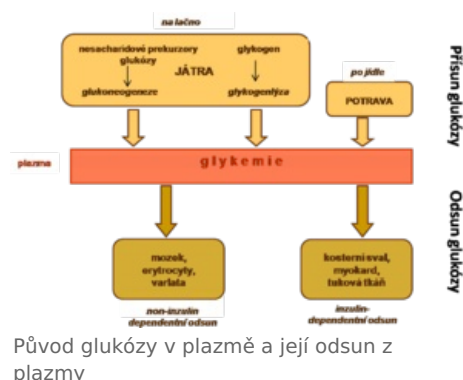 na lačno
nesacharidové prekurzory
glukózy
glykogen
JÁTRA
glukoneogeneze
glykogenlýza
po jídle
POTRAVA
Přísun glukózy
plazma
glykemie
Odsun glukózy
mozek,
erytrocyty,
varlata
kosterní sval,
myokard,
tuková tkáň
non-inzulin
dependentní odsun
inzulin-
dependentní odsun
Původ glukózy v plazmě a její odsun z
plazmy